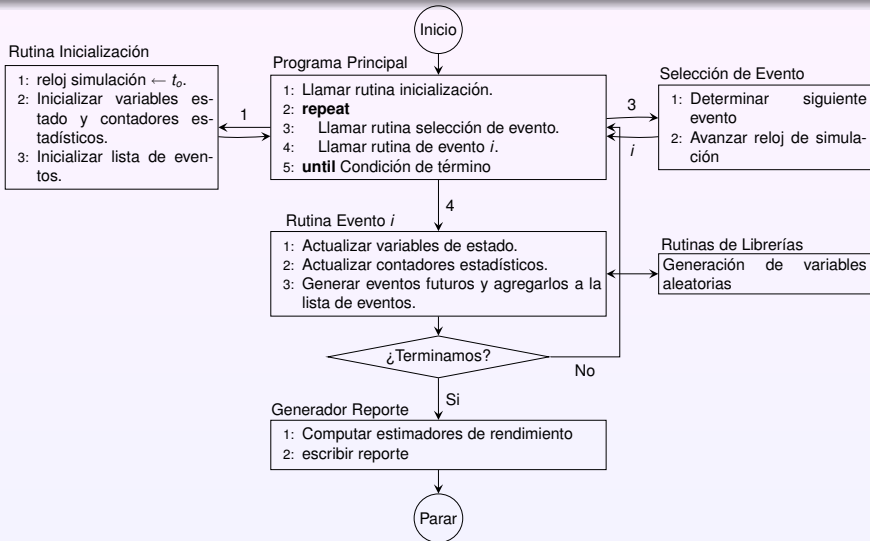 Inicio
Rutina Inicialización
1: reloj simulación ← to.
2: Inicializar variables es-
tado y contadores es-
tadísticos.
3: Inicializar lista de even-
tos.
1
Programa Principal
1: Llamar rutina inicialización.
2: repeat
3: Llamar rutina selección de evento.
4: Llamar rutina de evento i.
5: until Condición de término
3
i
Selección de Evento
1: Determinar siguiente
evento
2: Avanzar reloj de simula-
ción
4
Rutina Evento i
1: Actualizar variables de estado.
2: Actualizar contadores estadísticos.
3: Generar eventos futuros y agregarlos a la
lista de eventos.
Rutinas de Librerías
Generación de variables
aleatorias
¿Terminamos?
No
Si
Generador Reporte
1: Computar estimadores de rendimiento
2: escribir reporte
Parar